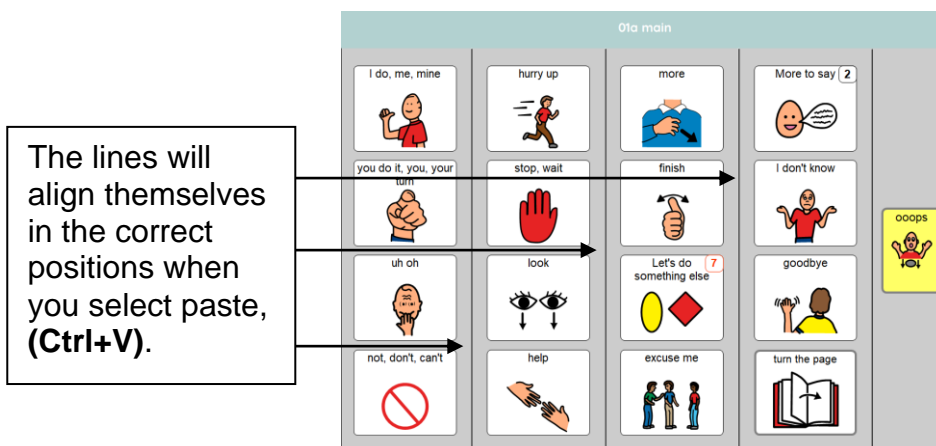 The lines will
align themselves
in the correct
positions when
you select paste,
(Ctrl+V).
01a main
I do, me, mine
hurry up
more
More to say 2
you do it, you, your
turn
stop, wait
finish
I don't know
ooops
uh oh
look
Let's do
something else
7
goodbye
not, don't, can't
help
excuse me
turn the page